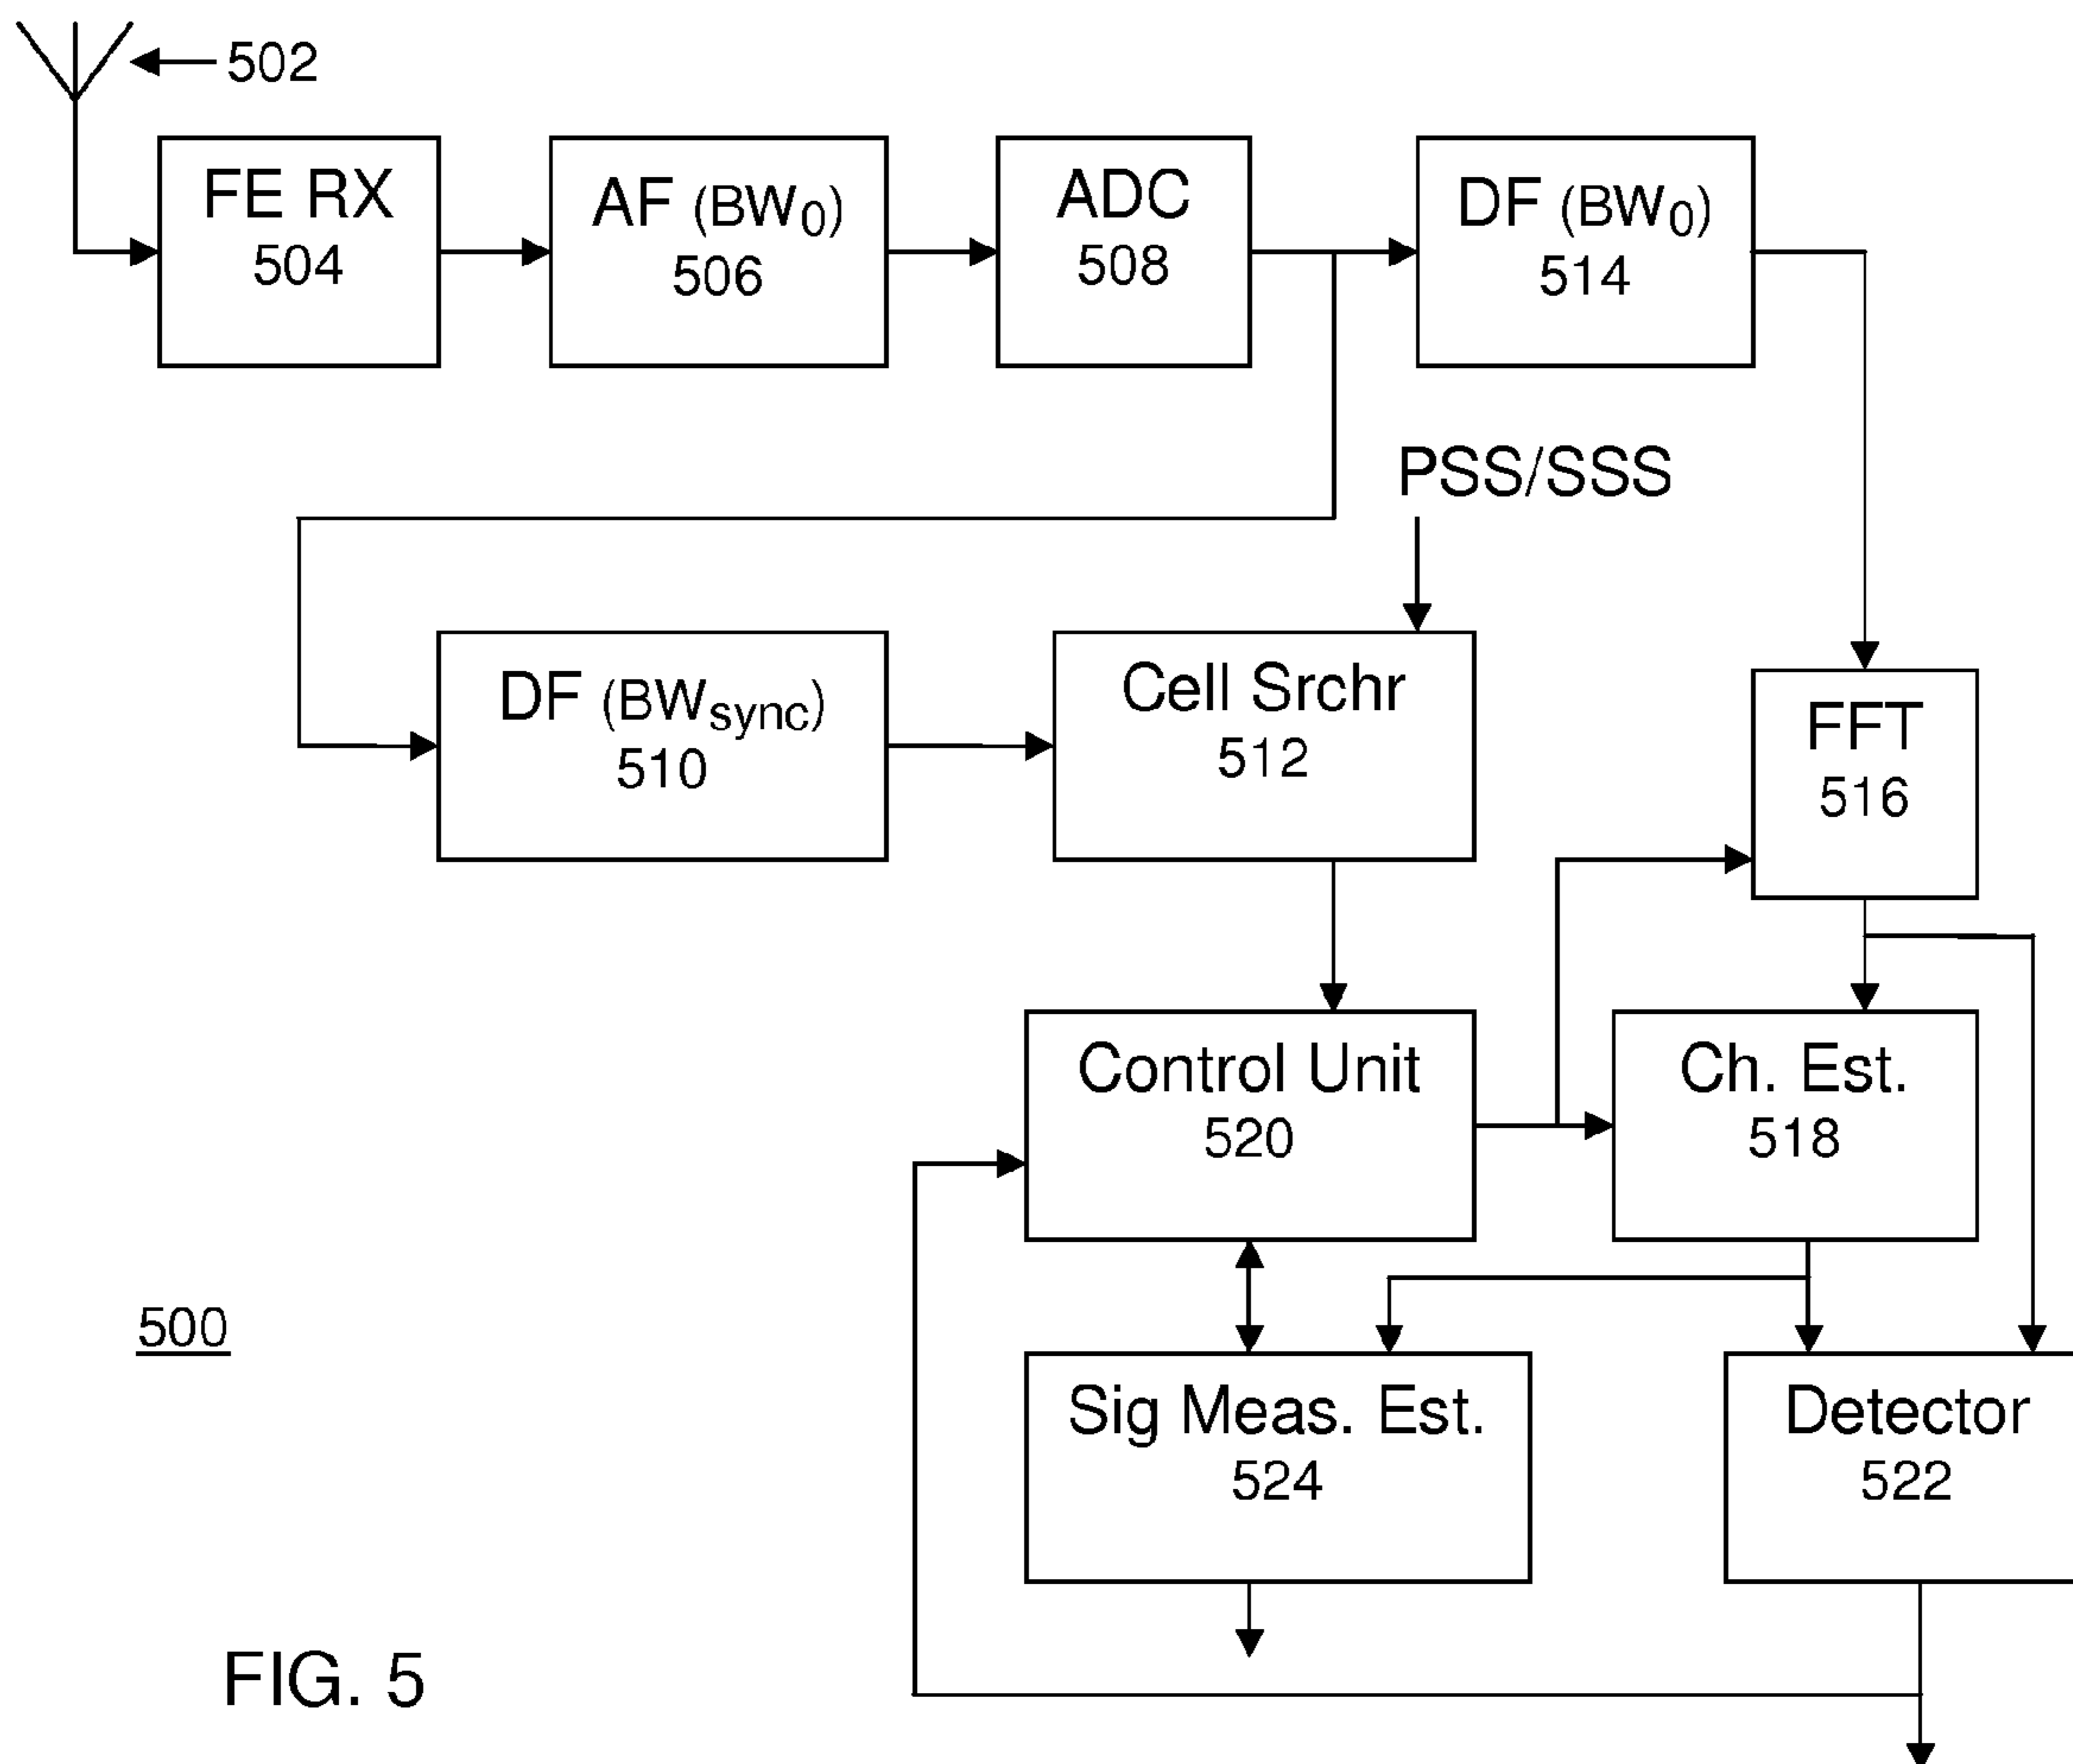 502
FE RX
504
AF (BW0)
506
ADC
508
DF (BW0)
514
PSS/SSS
DF (BWsync)
510
Cell Srchr
512
FFT
516
Control Unit
520
Ch. Est.
518
500
Sig Meas. Est.
524
Detector
522
FIG. 5